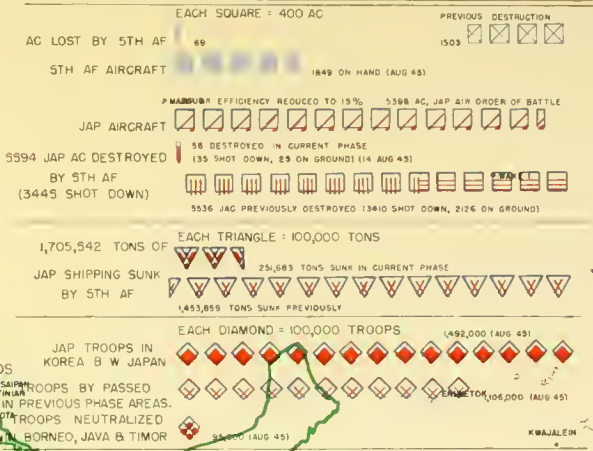 EACH SQUARE = 400 AC
PREVIOUS DESTRUCTION
AC LOST BY 5TH AF 69 1503
5TH AF AIRCRAFT 1849 ON HAND (AUG 45)
EFFICIENCY REDUCED TO 15% 5398 AC, JAP AIR ORDER OF BATTLE
JAP AIRCRAFT
58 DESTROYED IN CURRENT PHASE
5594 JAP AC DESTROYED (35 SHOT DOWN, 23 ON GROUND) (14 AUG 45)
BY 5TH AF
WAKE
(3445 SHOT DOWN)
5536 JAC PREVIOUSLY DESTROYED (3410 SHOT DOWN, 2126 ON GROUND)
EACH TRIANGLE = 100,000 TONS
1,705,542 TONS OF
JAP SHIPPING SUNK 251,683 TONS SUNK IN CURRENT PHASE
BY 5TH AF
1,453,859 TONS SUNK PREVIOUSLY
EACH DIAMOND = 100,000 TROOPS 1,492,000 (AUG 45)
JAP TROOPS IN
KOREA & W JAPAN
SAIPAN
TINIAN
TROOPS BY PASSED
ENIWETOK 1,106,000 (AUG 45)
IN PREVIOUS PHASE AREAS.
TROOPS NEUTRALIZED
BORNEO, JAVA & TIMOR (AUG 45)
KWAJALEIN